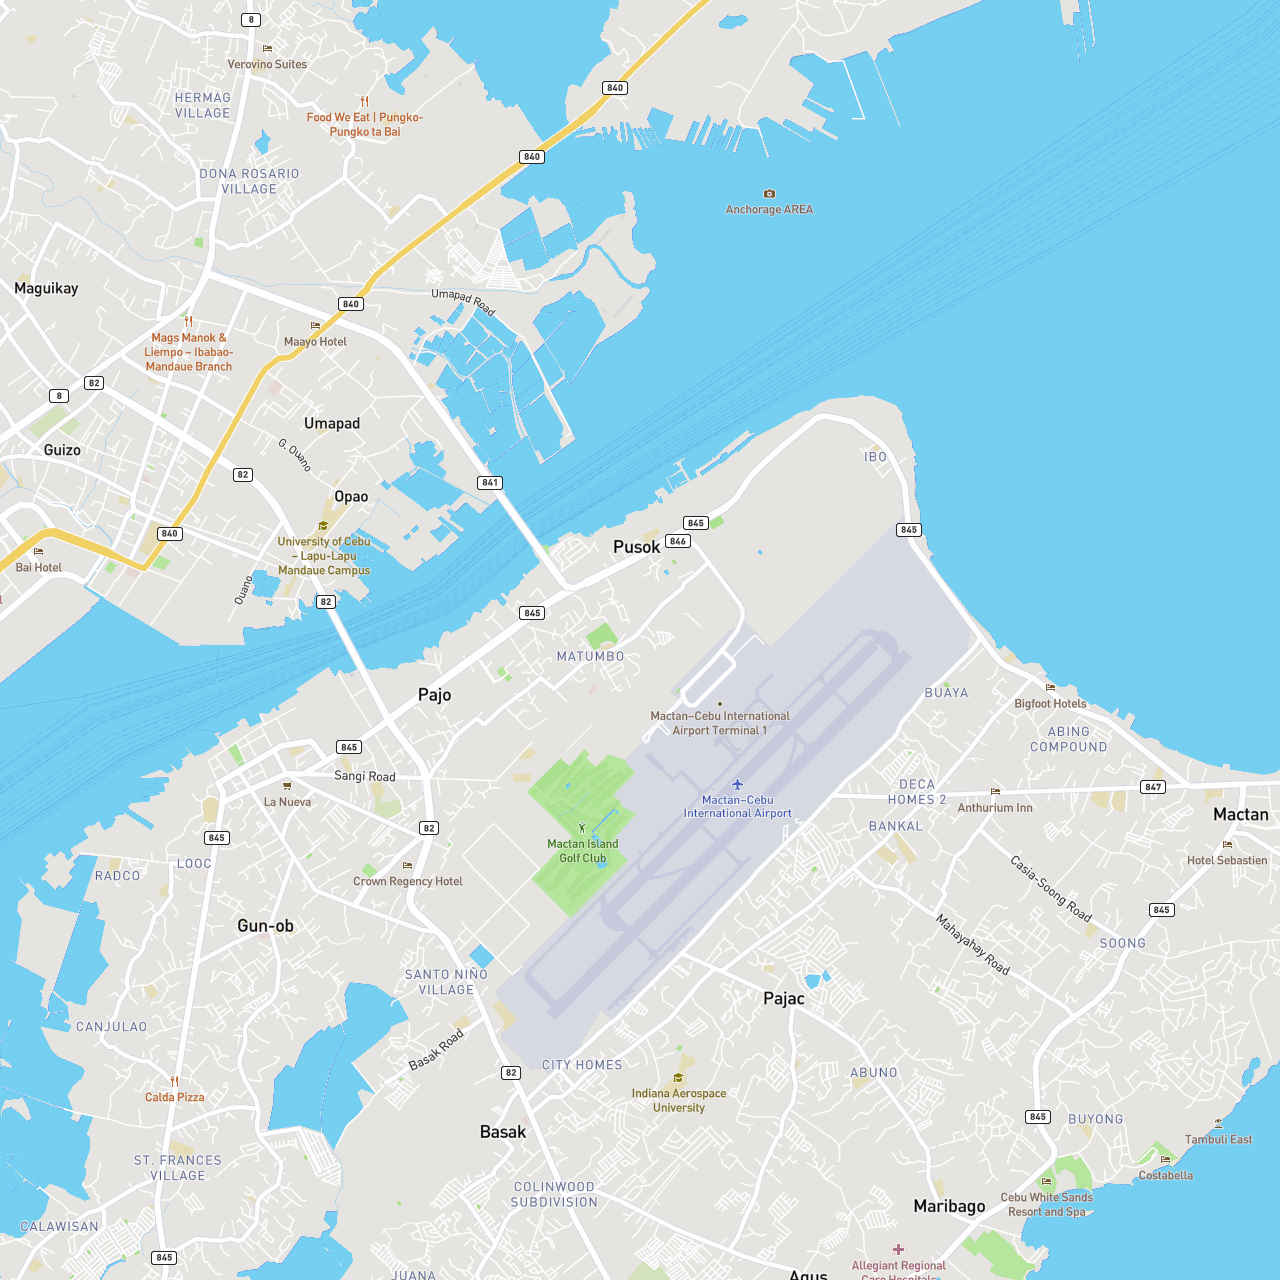 8
Verovino Suites
HERMAG
VILLAGE
Food We Eat | Pungko-
Pungko ta Bai
840
840
DONA ROSARIO
VILLAGE
Anchorage AREA
Maguikay
Umapad Road
840
Mags Manok &
Liempo – Ibabao-
Mandaue Branch
Maayo Hotel
82
8
Umapad
Guizo
G. Ouano
IBO
82
841
Opao
845
845
840
University of Cebu
– Lapu-Lapu
Mandaue Campus
846
Pusok
Bai Hotel
Ouano
82
845
MATUMBO
Pajo
BUAYA
Bigfoot Hotels
Mactan–Cebu International
Airport Terminal 1
ABING
COMPOUND
845
Sangi Road
La Nueva
Mactan–Cebu
International Airport
DECA
HOMES 2
847
Anthurium Inn
Mactan
82
845
BANKAL
Mactan Island
Golf Club
LOOC
RADCO
Crown Regency Hotel
Hotel Sebastien
Casia-Soong Road
845
Gun-ob
Mahayahay Road
SOONG
SANTO NIÑO
VILLAGE
Pajac
CANJULAO
Basak Road
CITY HOMES
82
ABUNO
Calda Pizza
Indiana Aerospace
University
845
BUYONG
Basak
Tambuli East
ST. FRANCES
VILLAGE
Costabella
COLINWOOD
SUBDIVISION
Cebu White Sands
Resort and Spa
Maribago
CALAWISAN
845
JUANA
Agus
Allegiant Regional
Care Hospitals